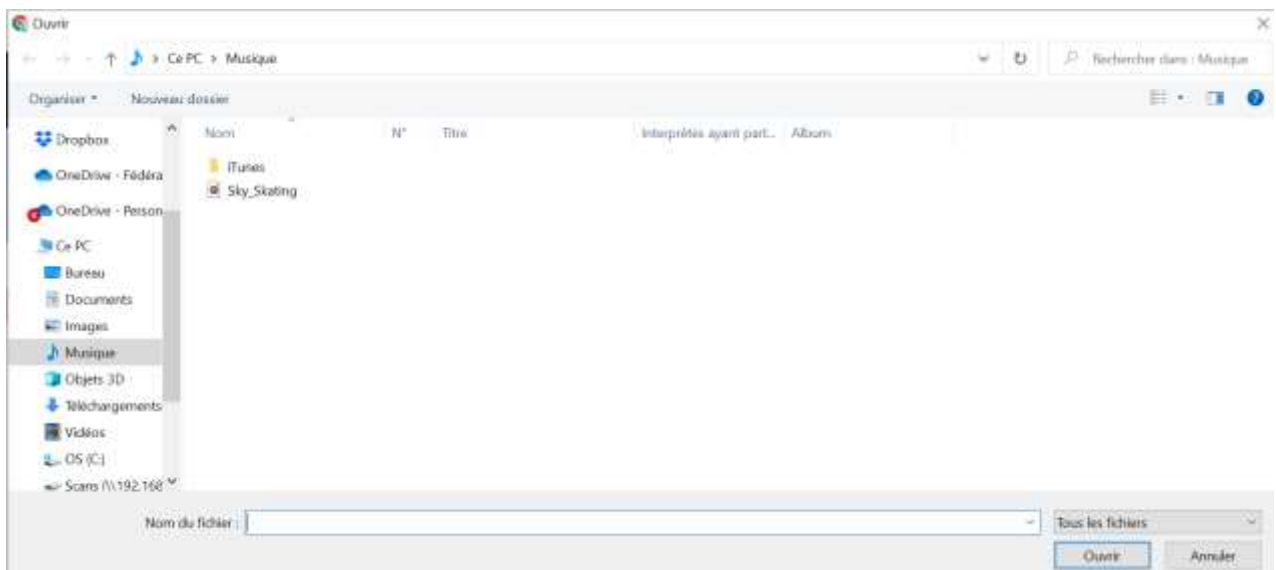 Ouvrir
Ce PC > Musique
Rechercher dans : Musique
Organiser
Nouveau dossier
Nom N° Titre Interprètes ayant part... Album
Dropbox
OneDrive - Fédéra
OneDrive - Person
Ce PC
Bureau
Documents
Images
Musique
Objets 3D
Téléchargements
Vidéos
OS (C:)
Scans (\\192.168
iTunes
Sky_Skating
Nom du fichier :
Tous les fichiers
Ouvrir
Annuler